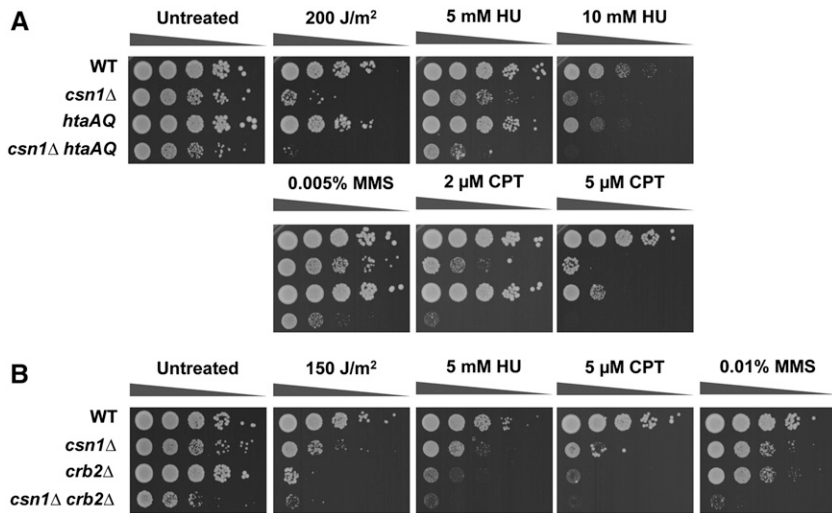 A
Untreated 200 J/m² 5 mM HU 10 mM HU
WT
csn1Δ
htaAQ
csn1Δ htaAQ
0.005% MMS 2 µM CPT 5 µM CPT
B
Untreated 150 J/m² 5 mM HU 5 µM CPT 0.01% MMS
WT
csn1Δ
crb2Δ
csn1Δ crb2Δ